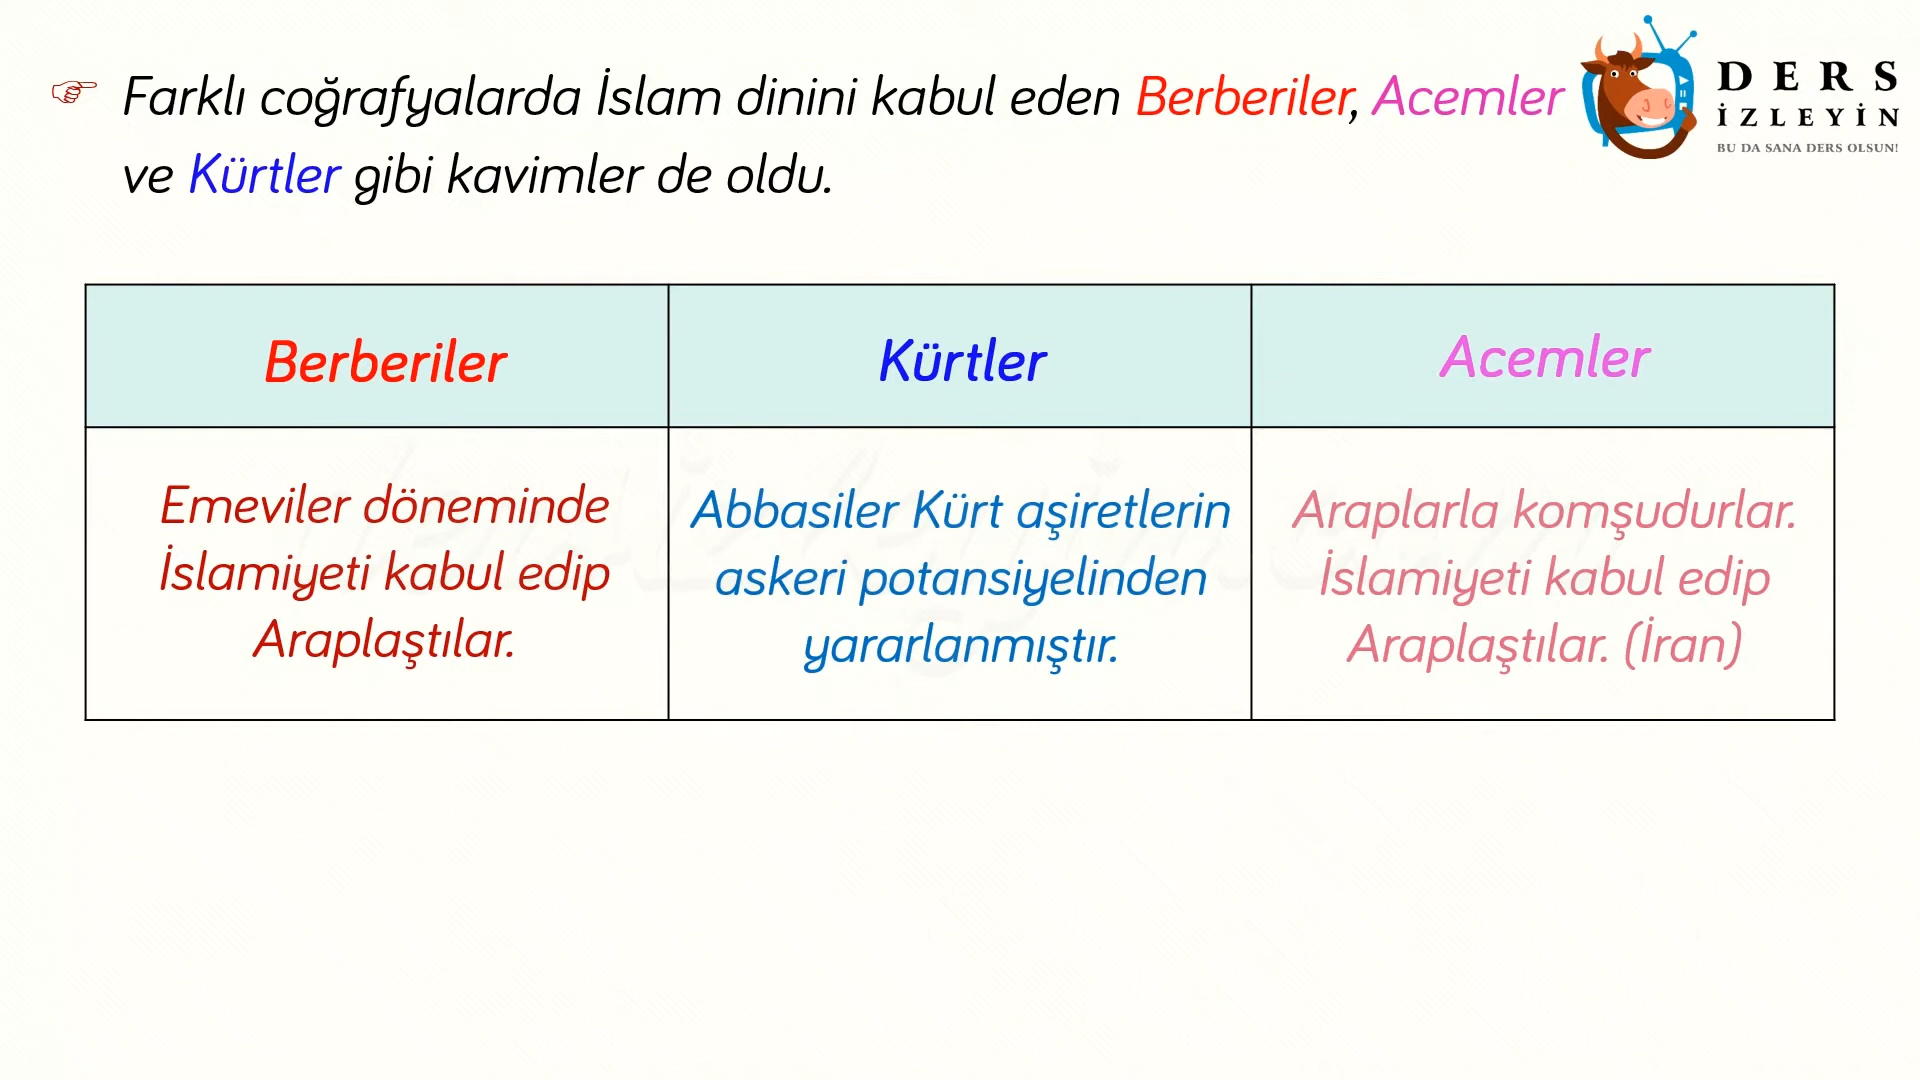 Farklı coğrafyalarda İslam dinini kabul eden Berberiler, Acemler
ve Kürtler gibi kavimler de oldu.
DERS
İZLEYİN
BU DA SANA DERS OLSUN!
Berberiler
Kürtler
Acemler
Emeviler döneminde
İslamiyeti kabul edip
Araplaştılar.
Abbasiler Kürt aşiretlerin
askeri potansiyelinden
yararlanmıştır.
Araplarla komşudurlar.
İslamiyeti kabul edip
Araplaştılar. (İran)